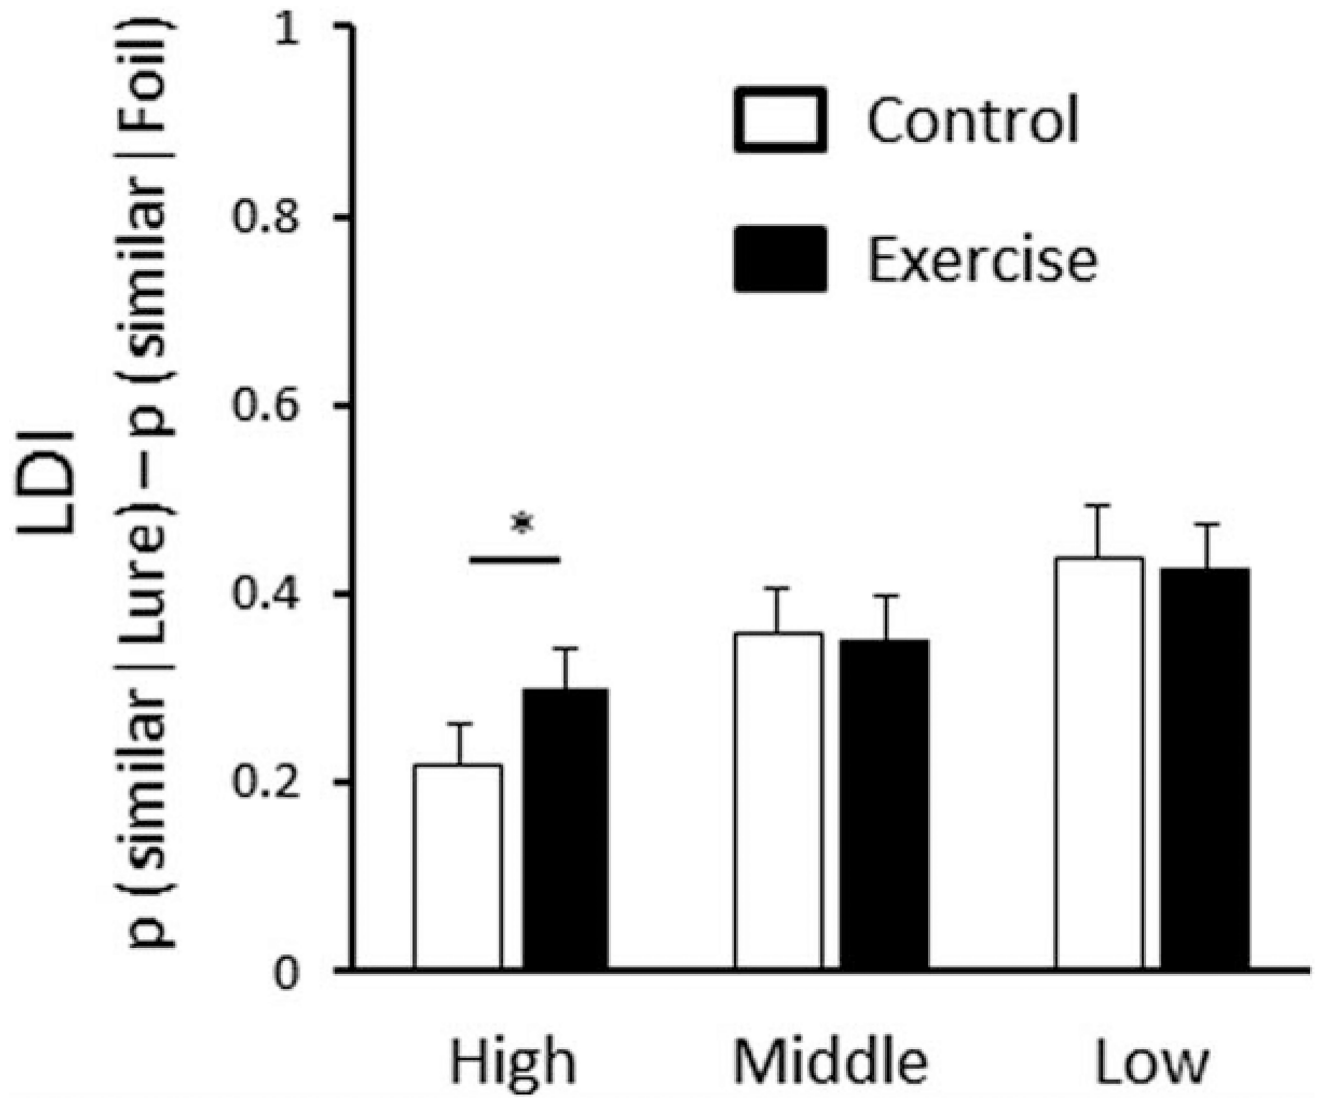 LDI
p (similar | Lure) – p (similar | Foil)
1
0.8
0.6
0.4
0.2
0
Control
Exercise
*
High
Middle
Low